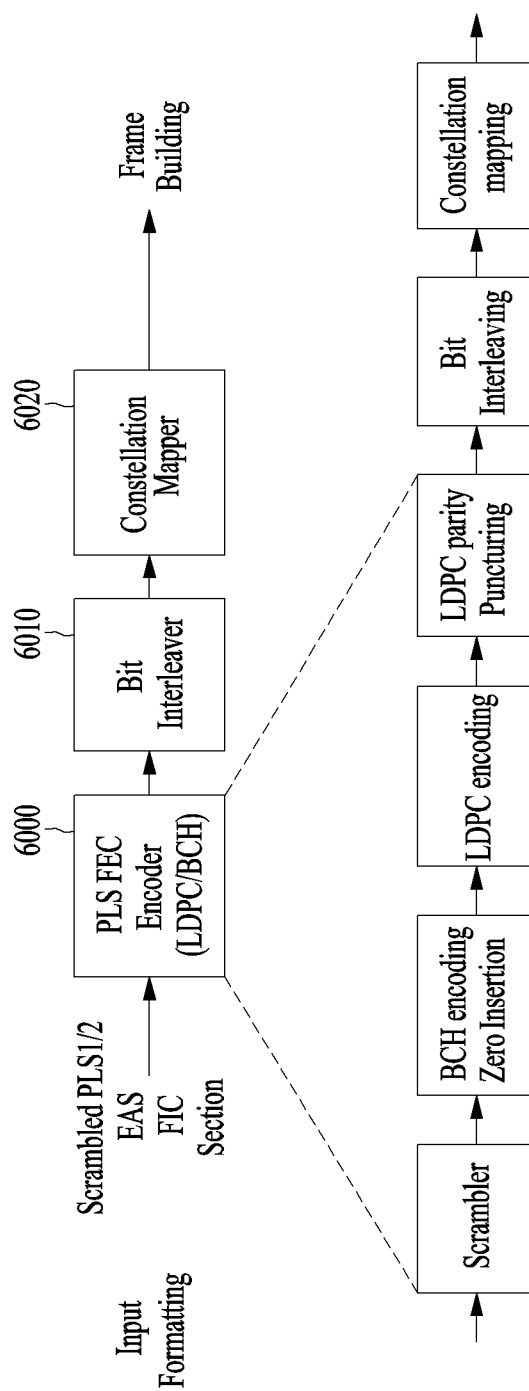 Input
Formatting
Scrambled PLS1/2
EAS
FIC
Section
6000
PLS FEC
Encoder
(LDPC/BCH)
6010
Bit
Interleaver
6020
Constellation
Mapper
Frame
Building
Scrambler
BCH encoding
Zero Insertion
LDPC encoding
LDPC parity
Puncturing
Bit
Interleaving
Constellation
mapping